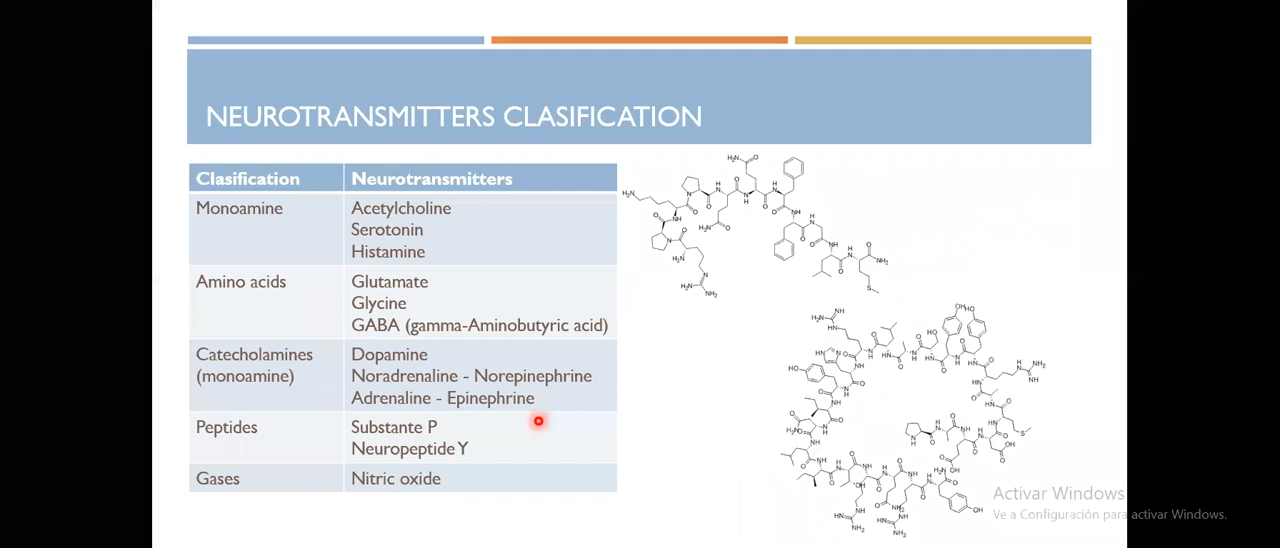 NEUROTRANSMITTERS CLASIFICATION
Clasification Neurotransmitters
Monoamine Acetylcholine
Serotonin
Histamine
Amino acids Glutamate
Glycine
GABA (gamma-Aminobutyric acid)
Catecholamines Dopamine
(monoamine) Noradrenaline - Norepinephrine
Adrenaline - Epinephrine
Peptides Substante P
Neuropeptide Y
Gases Nitric oxide
Activar Windows
Ve a Configuración para activar Windows.